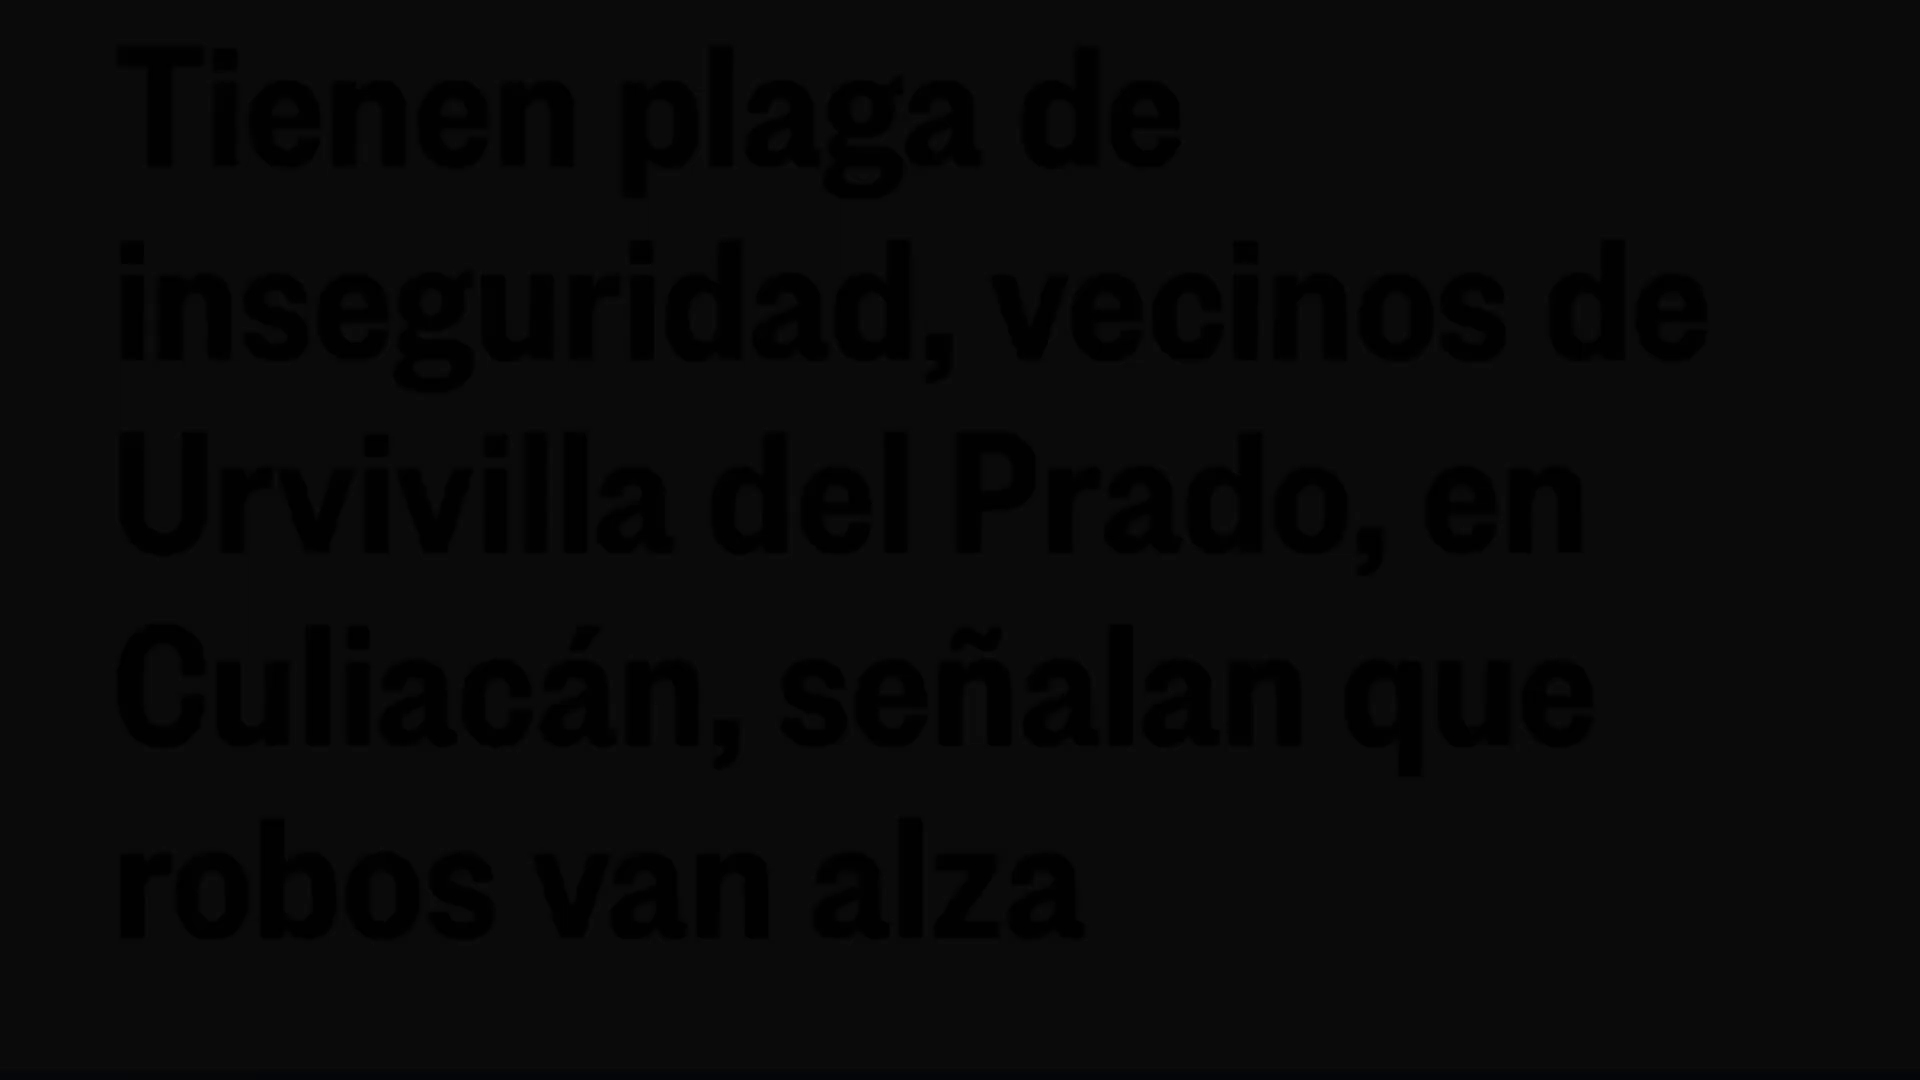 Tienen plaga de
inseguridad, vecinos de
Urvivilla del Prado, en
Culiacán, señalan que
robos van alza